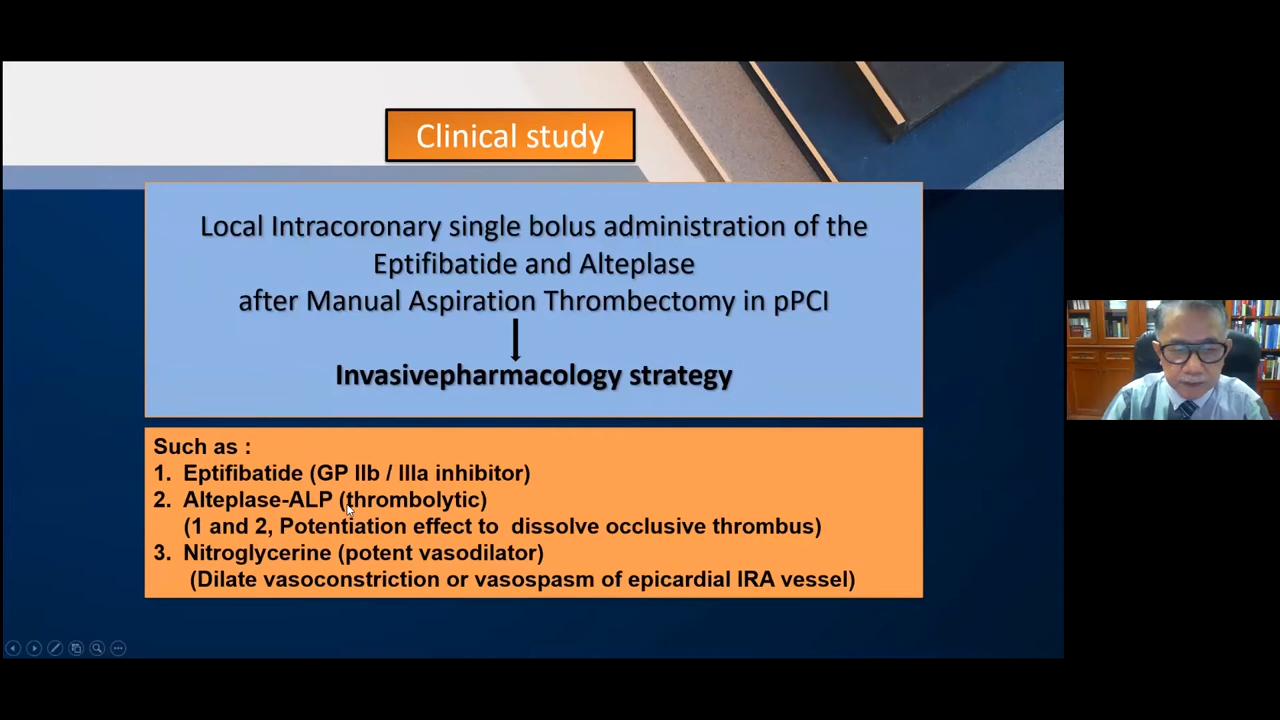 Clinical study
Local Intracoronary single bolus administration of the
Eptifibatide and Alteplase
after Manual Aspiration Thrombectomy in pPCI
Invasivepharmacology strategy
Such as :
1. Eptifibatide (GP IIb / IIIa inhibitor)
2. Alteplase-ALP (thrombolytic)
(1 and 2, Potentiation effect to dissolve occlusive thrombus)
3. Nitroglycerine (potent vasodilator)
(Dilate vasoconstriction or vasospasm of epicardial IRA vessel)